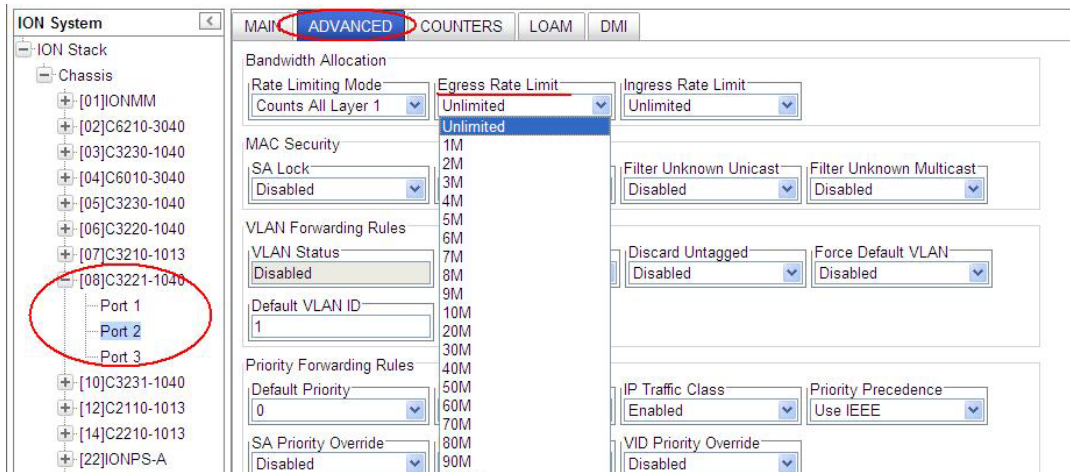 ION System <
ION Stack
Chassis
[01]IONMM
[02]C6210-3040
[03]C3230-1040
[04]C6010-3040
[05]C3230-1040
[06]C3220-1040
[07]C3210-1013
[08]C3221-1040
Port 1
Port 2
Port 3
[10]C3231-1040
[12]C2110-1013
[14]C2210-1013
[22]IONPS-A
MAIN ADVANCED COUNTERS LOAM DMI
Bandwidth Allocation
Rate Limiting Mode Egress Rate Limit Ingress Rate Limit
Counts All Layer 1 Unlimited Unlimited
Unlimited
1M
2M
3M
4M
5M
6M
7M
8M
9M
10M
20M
30M
40M
50M
60M
70M
80M
90M
MAC Security
SA Lock Filter Unknown Unicast Filter Unknown Multicast
Disabled Disabled Disabled
VLAN Forwarding Rules
VLAN Status Discard Untagged Force Default VLAN
Disabled Disabled Disabled
Default VLAN ID
1
Priority Forwarding Rules
Default Priority IP Traffic Class Priority Precedence
0 Enabled Use IEEE
SA Priority Override VID Priority Override
Disabled Disabled